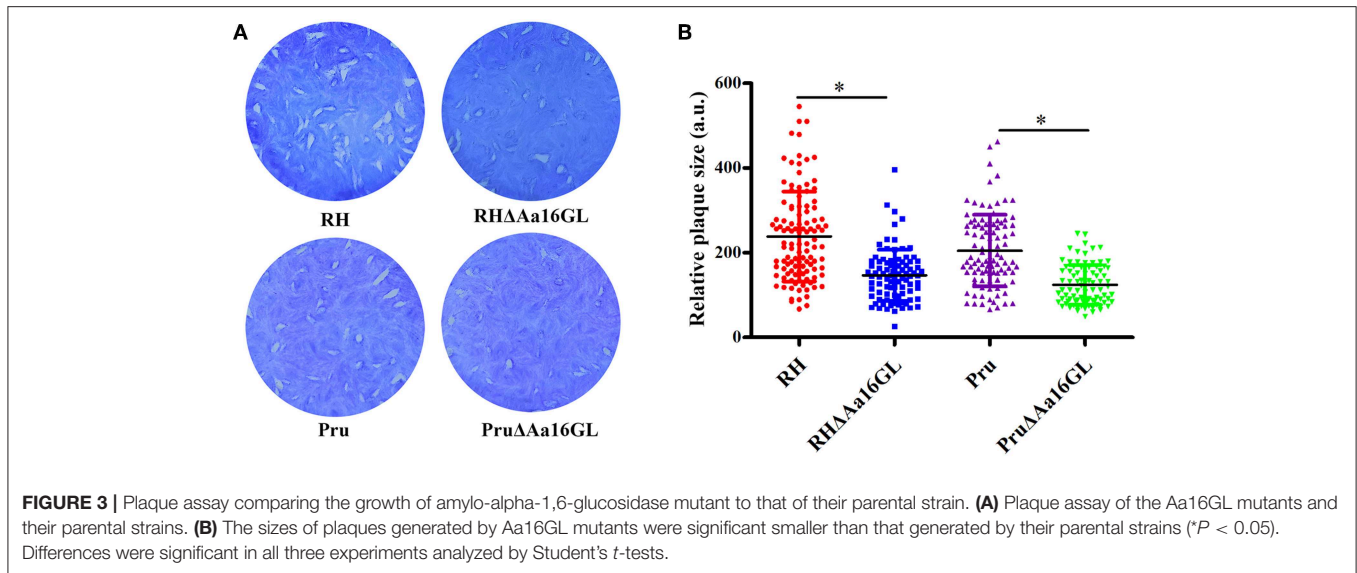 A
RH
RHΔAa16GL
Pru
PruΔAa16GL
B
Relative plaque size (a.u.)
600
400
200
0
*
*
RH
RHΔAa16GL
Pru
PruΔAa16GL
FIGURE 3 | Plaque assay comparing the growth of amylo-alpha-1,6-glucosidase mutant to that of their parental strain. (A) Plaque assay of the Aa16GL mutants and
their parental strains. (B) The sizes of plaques generated by Aa16GL mutants were significant smaller than that generated by their parental strains (*P < 0.05).
Differences were significant in all three experiments analyzed by Student's t-tests.